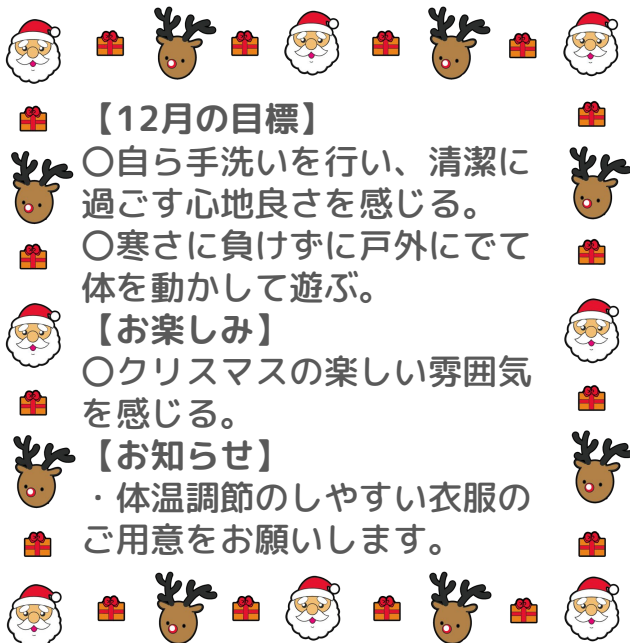 【12月の目標】
〇自ら手洗いを行い、清潔に
過ごす心地良さを感じる。
〇寒さに負けずに戸外にでて
体を動かして遊ぶ。
【お楽しみ】
〇クリスマスの楽しい雰囲気
を感じる。
【お知らせ】
・体温調節のしやすい衣服の
ご用意をお願いします。